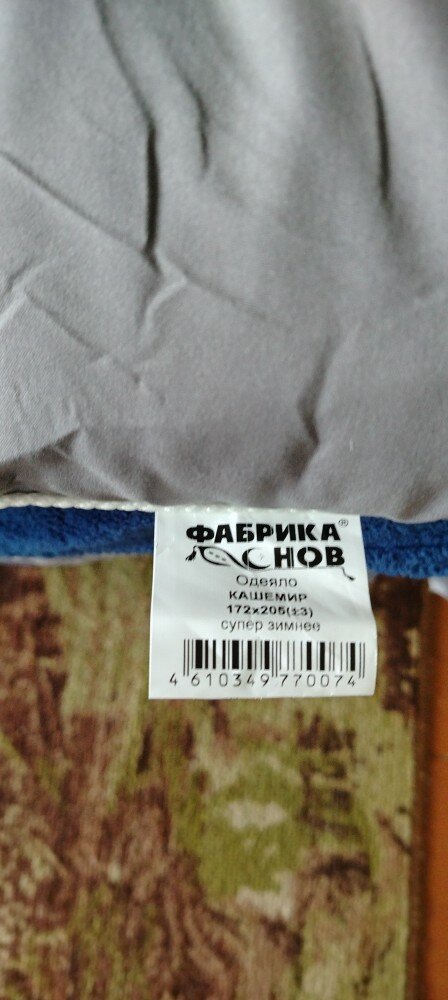 ФАБРИКА®
СНОВ
Одеяло
КАШЕМИР
172х205(±3)
супер зимнее
4 610349 770074